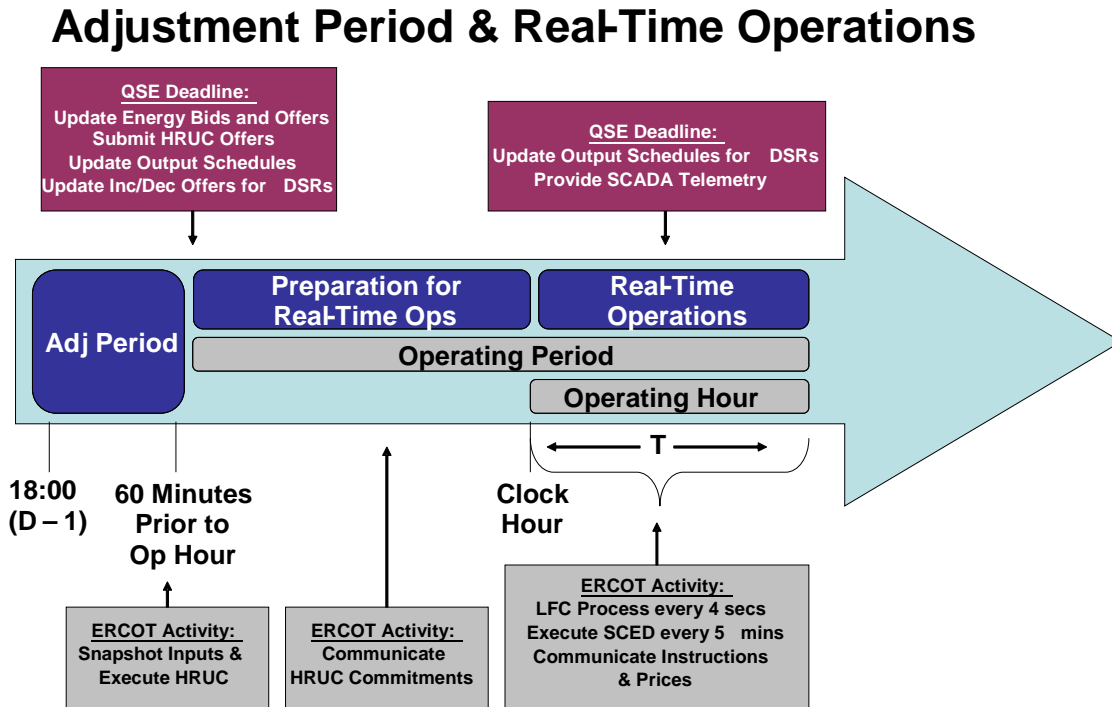 Adjustment Period & Real-Time Operations
QSE Deadline:
Update Energy Bids and Offers
Submit HRUC Offers
Update Output Schedules
Update Inc/Dec Offers for DSRs
QSE Deadline:
Update Output Schedules for DSRs
Provide SCADA Telemetry
Adj Period
Preparation for
Real-Time Ops
Real-Time
Operations
Operating Period
Operating Hour
T
18:00
(D – 1)
60 Minutes
Prior to
Op Hour
Clock
Hour
ERCOT Activity:
Snapshot Inputs &
Execute HRUC
ERCOT Activity:
Communicate
HRUC Commitments
ERCOT Activity:
LFC Process every 4 secs
Execute SCED every 5 mins
Communicate Instructions
& Prices